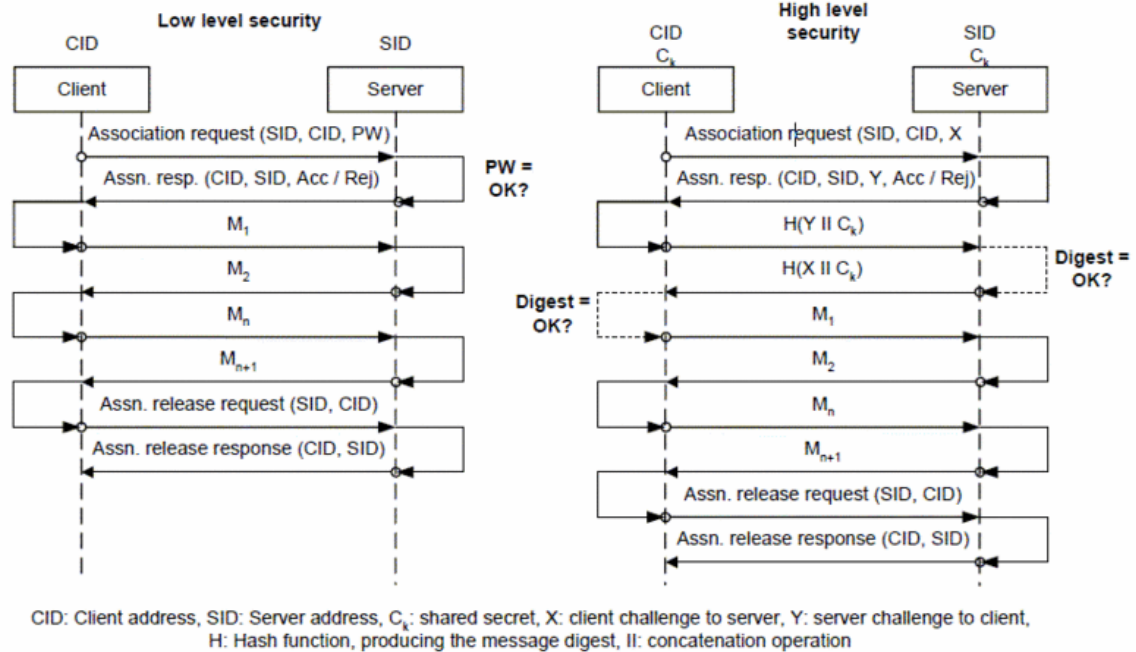 Low level security
CID
SID
Client
Server
Association request (SID, CID, PW)
PW =
OK?
Assn. resp. (CID, SID, Acc / Rej)
M1
M2
Mn
Mn+1
Assn. release request (SID, CID)
Assn. release response (CID, SID)
High level
security
CID
Ck
SID
Ck
Client
Server
Association request (SID, CID, X
Assn. resp. (CID, SID, Y, Acc / Rej)
H(Y II Ck)
Digest =
OK?
H(X II Ck)
Digest =
OK?
M1
M2
Mn
Mn+1
Assn. release request (SID, CID)
Assn. release response (CID, SID)
CID: Client address, SID: Server address, Ck: shared secret, X: client challenge to server, Y: server challenge to client,
H: Hash function, producing the message digest, II: concatenation operation